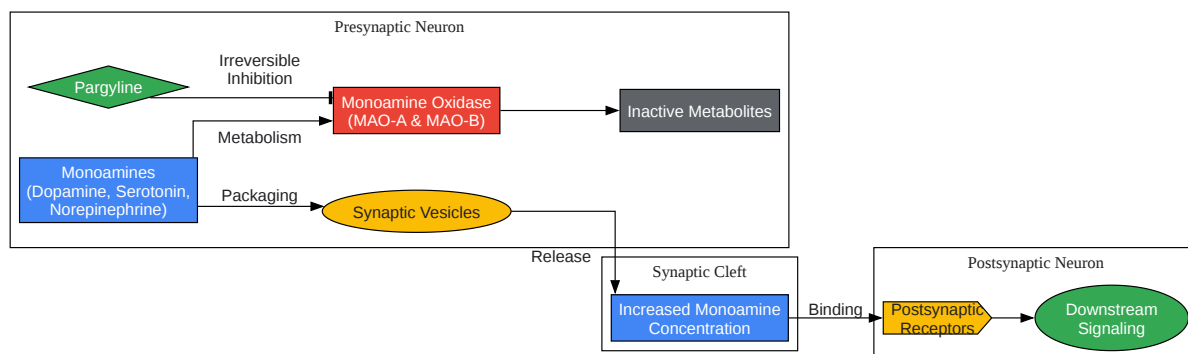 Presynaptic Neuron
Irreversible
Inhibition
Pargyline
Monoamine Oxidase
(MAO-A & MAO-B)
Inactive Metabolites
Metabolism
Monoamines
(Dopamine, Serotonin,
Norepinephrine)
Packaging
Synaptic Vesicles
Release
Synaptic Cleft
Increased Monoamine
Concentration
Binding
Postsynaptic Neuron
Postsynaptic
Receptors
Downstream
Signaling